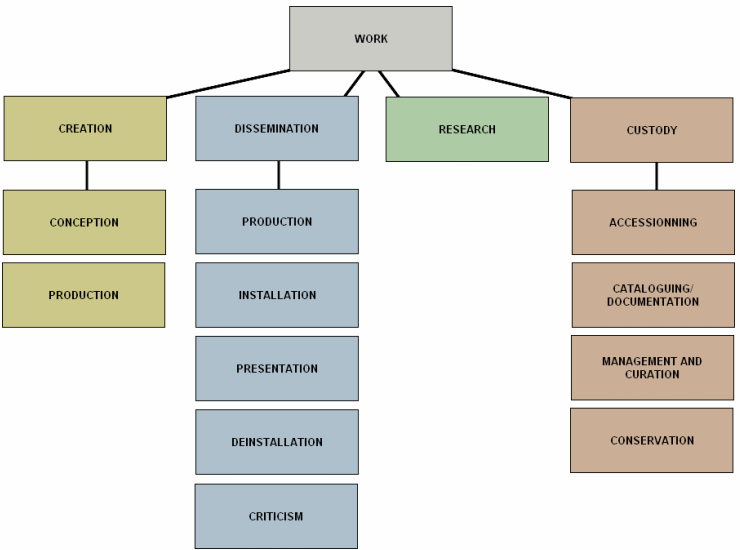 WORK
CREATION
DISSEMINATION
RESEARCH
CUSTODY
CONCEPTION
PRODUCTION
PRODUCTION
INSTALLATION
PRESENTATION
DEINSTALLATION
CRITICISM
ACCESSIONNING
CATALOGUING/
DOCUMENTATION
MANAGEMENT AND
CURATION
CONSERVATION